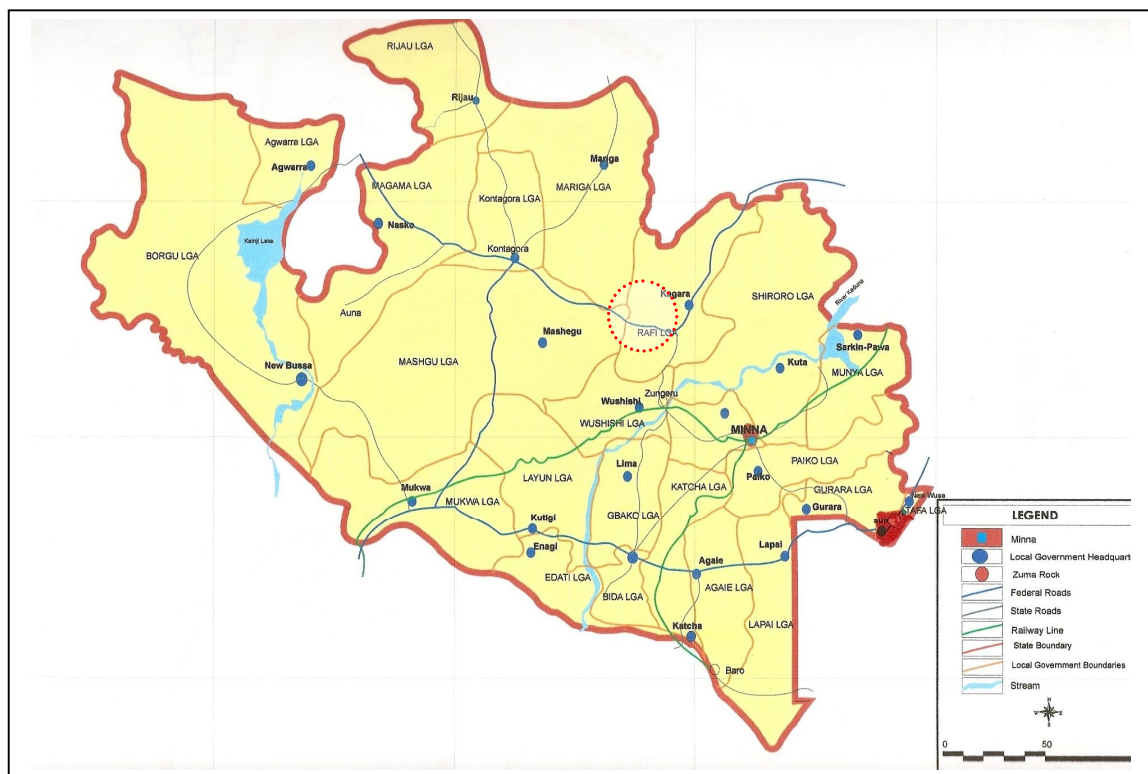 RIJAU LGA
Rijau
Agwarra LGA
Agwarra
Mariga
MARIGA LGA
MAGAMA LGA
Kontagora LGA
Nasko
Kainji Lake
Kontagora
BORGU LGA
SHIRORO LGA
River Kaduna
Kagara
Auna
RAFI LGA
Mashegu
Sarkin-Pawa
MASHGU LGA
New Bussa
Kuta
MUNYA LGA
Zungeru
Wushishi
WUSHISHI LGA
MINNA
PAIKO LGA
Lima
Paiko
LAYUN LGA
KATCHA LGA
GURARA LGA
Mukwa
MUKWA LGA
New Wuse
Gurara
TAFA LGA
GBAKO LGA
Kutigi
Enagi
Lapai
Agaie
EDATI LGA
AGAIE LGA
BIDA LGA
LAPAI LGA
Katcha
Baro
LEGEND
Minna
Local Government Headquart
Zuma Rock
Federal Roads
State Roads
Railway Line
State Boundary
Local Government Boundaries
Stream
N
W E
S
0 50